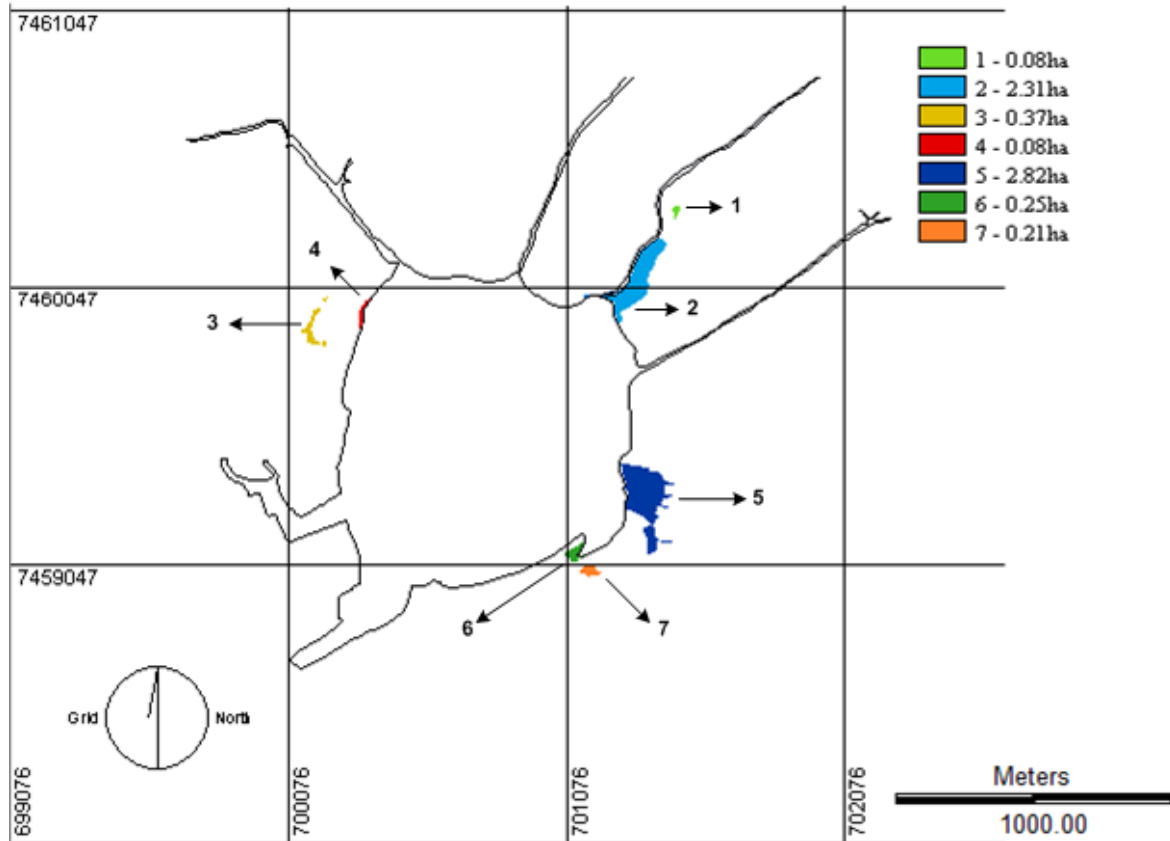 7461047
1 - 0.08ha
2 - 2.31ha
3 - 0.37ha
4 - 0.08ha
5 - 2.82ha
6 - 0.25ha
7 - 0.21ha
1
4
7460047
2
3
5
7459047
6
7
Grid North
699076
700076
701076
702076
Meters
1000.00